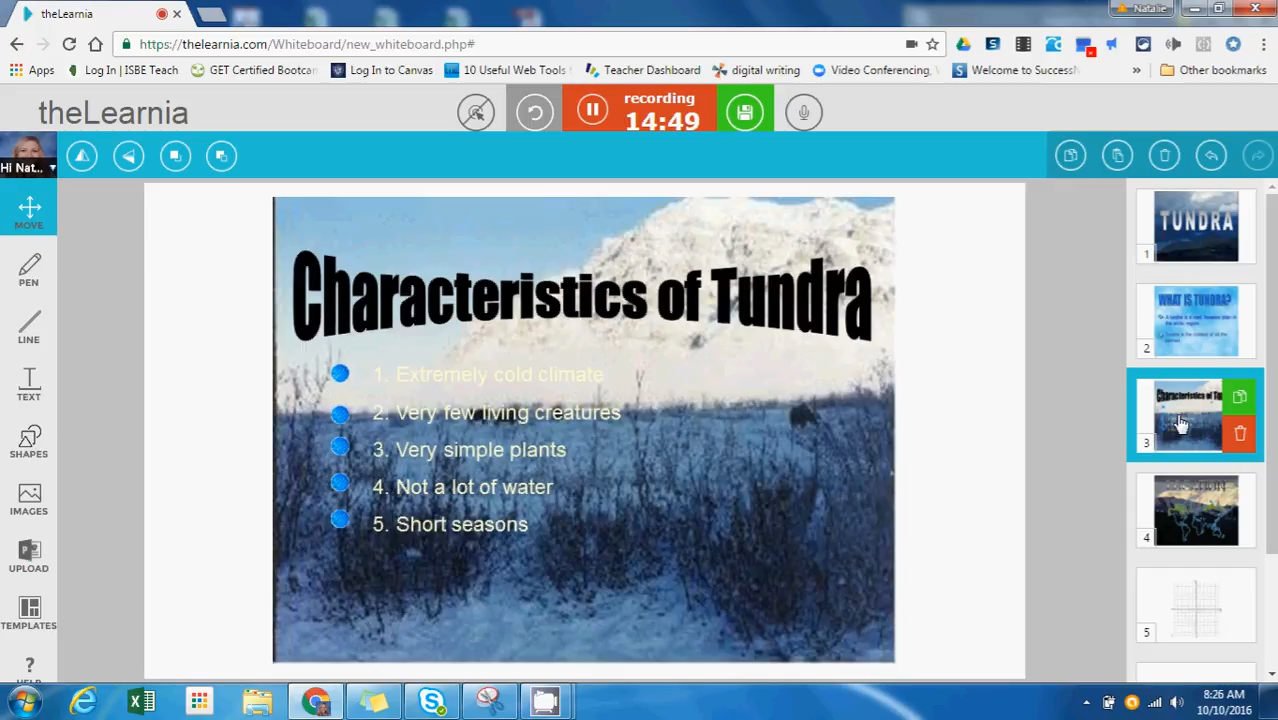 theLearnia
Natalie
https://thelearnia.com/Whiteboard/new_whiteboard.php#
Apps
Log In | ISBE Teach
GET Certified Bootcam
Log In to Canvas
10 Useful Web Tools f
Teacher Dashboard
digital writing
Video Conferencing,
Welcome to Success
»
Other bookmarks
theLearnia
recording
14:49
Hi Nat...
MOVE
PEN
LINE
TEXT
SHAPES
IMAGES
UPLOAD
TEMPLATES
Characteristics of Tundra
1. Extremely cold climate
2. Very few living creatures
3. Very simple plants
4. Not a lot of water
5. Short seasons
TUNDRA
1
WHAT IS TUNDRA?
2
Characteristics of Tu
3
4
5
8:26 AM
10/10/2016